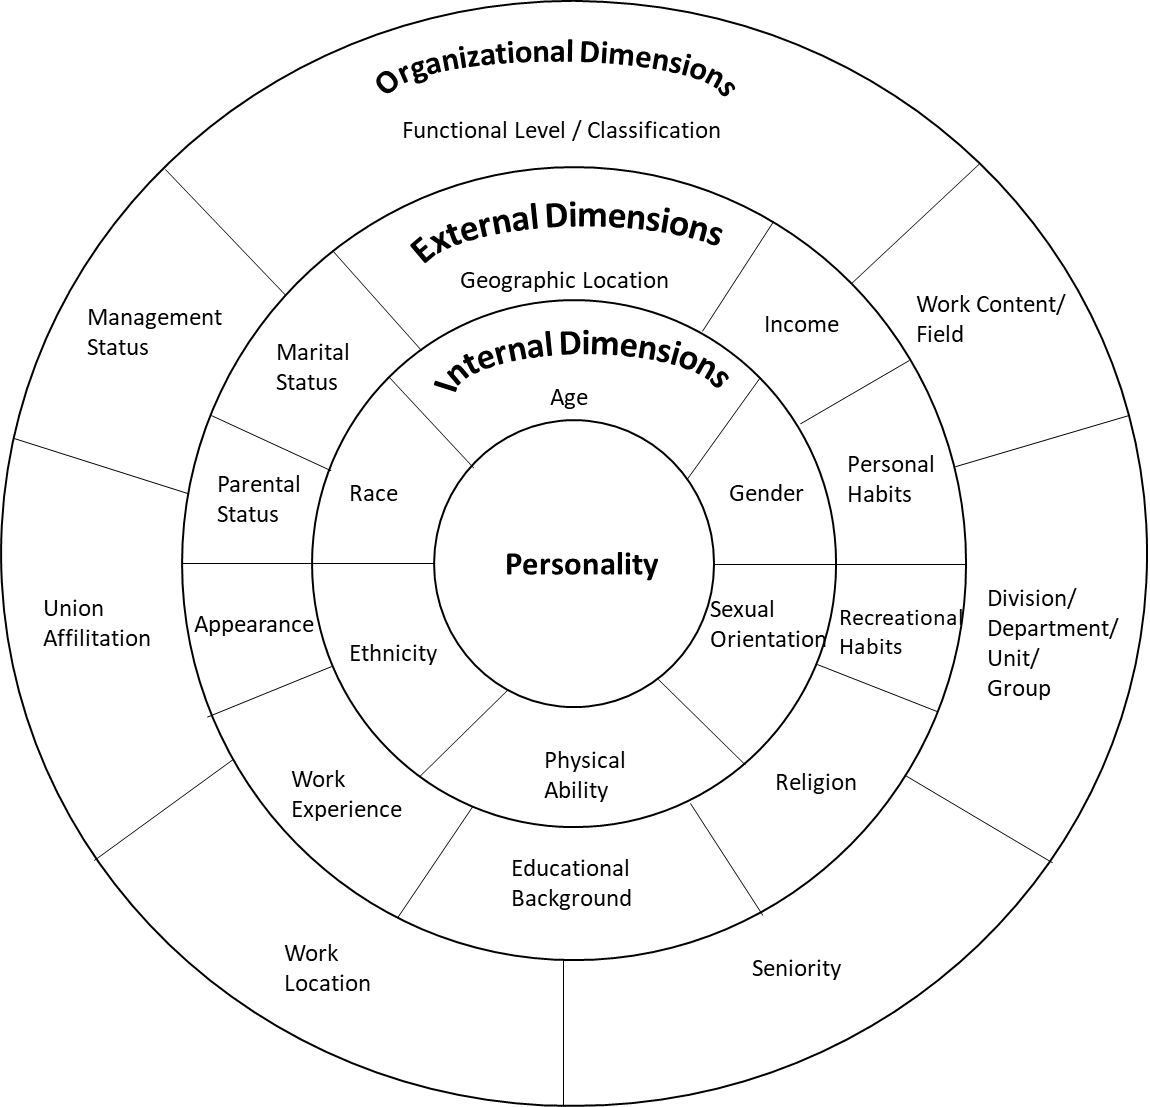 Organizational Dimensions
Functional Level / Classification
External Dimensions
Geographic Location
Internal Dimensions
Age
Personality
Work Content/
Field
Division/
Department/
Unit/
Group
Seniority
Work
Location
Union
Affilitation
Management
Status
Income
Personal
Habits
Recreational
Habits
Religion
Educational
Background
Work
Experience
Appearance
Parental
Status
Marital
Status
Gender
Sexual
Orientation
Physical
Ability
Ethnicity
Race